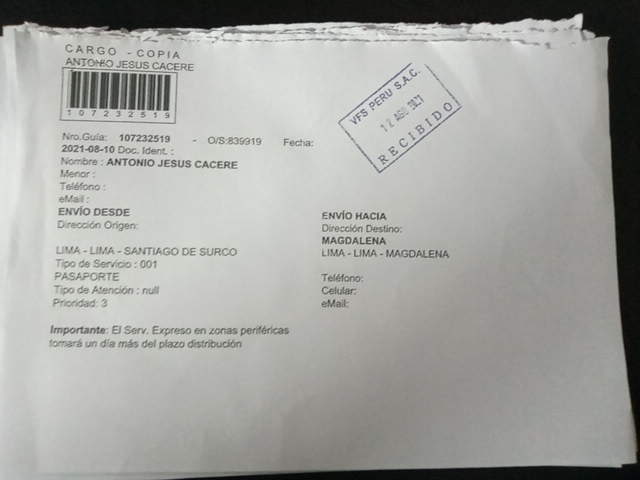 CARGO - COPIA
ANTONIO JESUS CACERE
107232519
VFS PERU S.A.C.
12 AGO 2021
RECIBIDO
Nro.Guía: 107232519 - O/S:839919 Fecha:
2021-08-10 Doc. Ident. :
Nombre : ANTONIO JESUS CACERE
Menor :
Teléfono :
eMail :
ENVÍO DESDE
Dirección Origen:
LIMA - LIMA - SANTIAGO DE SURCO
Tipo de Servicio : 001
PASAPORTE
Tipo de Atención : null
Prioridad: 3
ENVÍO HACIA
Dirección Destino:
MAGDALENA
LIMA - LIMA - MAGDALENA
Teléfono:
Celular:
eMail:
Importante: El Serv. Expreso en zonas periféricas
tomará un día más del plazo distribución